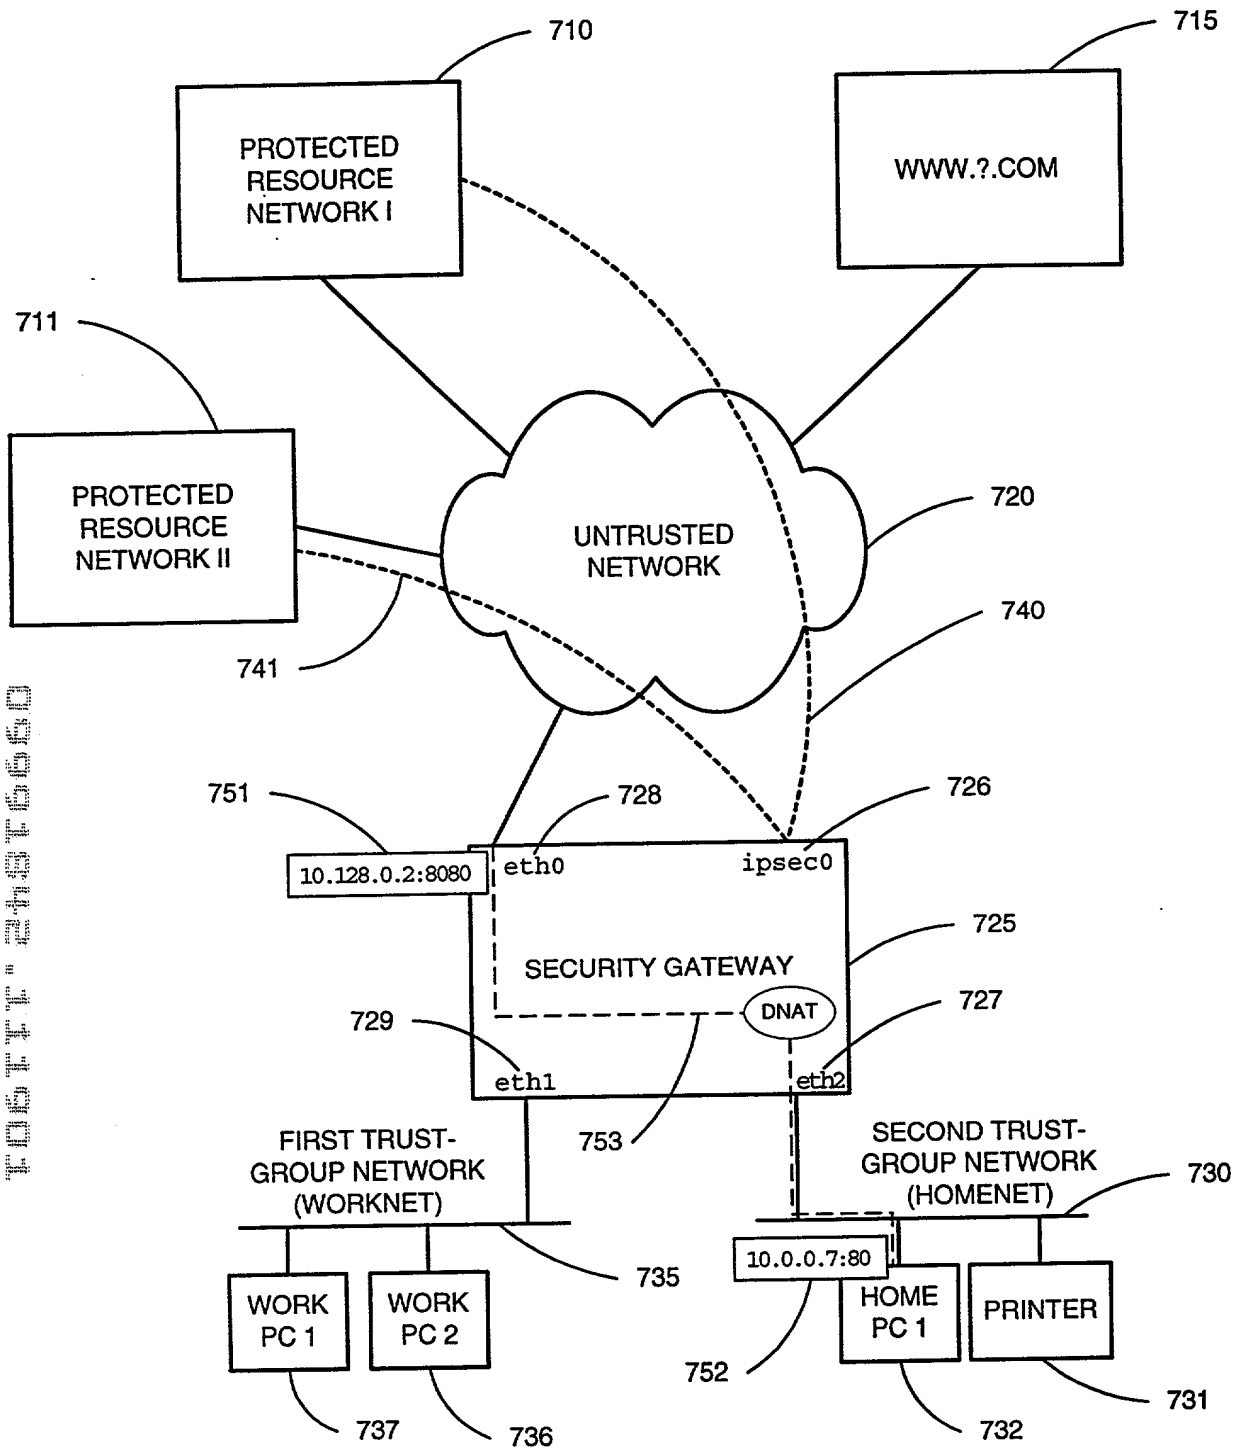 710
715
PROTECTED
RESOURCE
NETWORK I
WWW.?.COM
711
PROTECTED
RESOURCE
NETWORK II
UNTRUSTED
NETWORK
720
741
740
751
728
726
10.128.0.2:8080
eth0
ipsec0
725
SECURITY GATEWAY
727
DNAT
729
eth1
eth2
753
FIRST TRUST-
GROUP NETWORK
(WORKNET)
SECOND TRUST-
GROUP NETWORK
(HOMENET)
730
735
10.0.0.7:80
WORK
PC 1
WORK
PC 2
HOME
PC 1
PRINTER
752
737
736
732
731